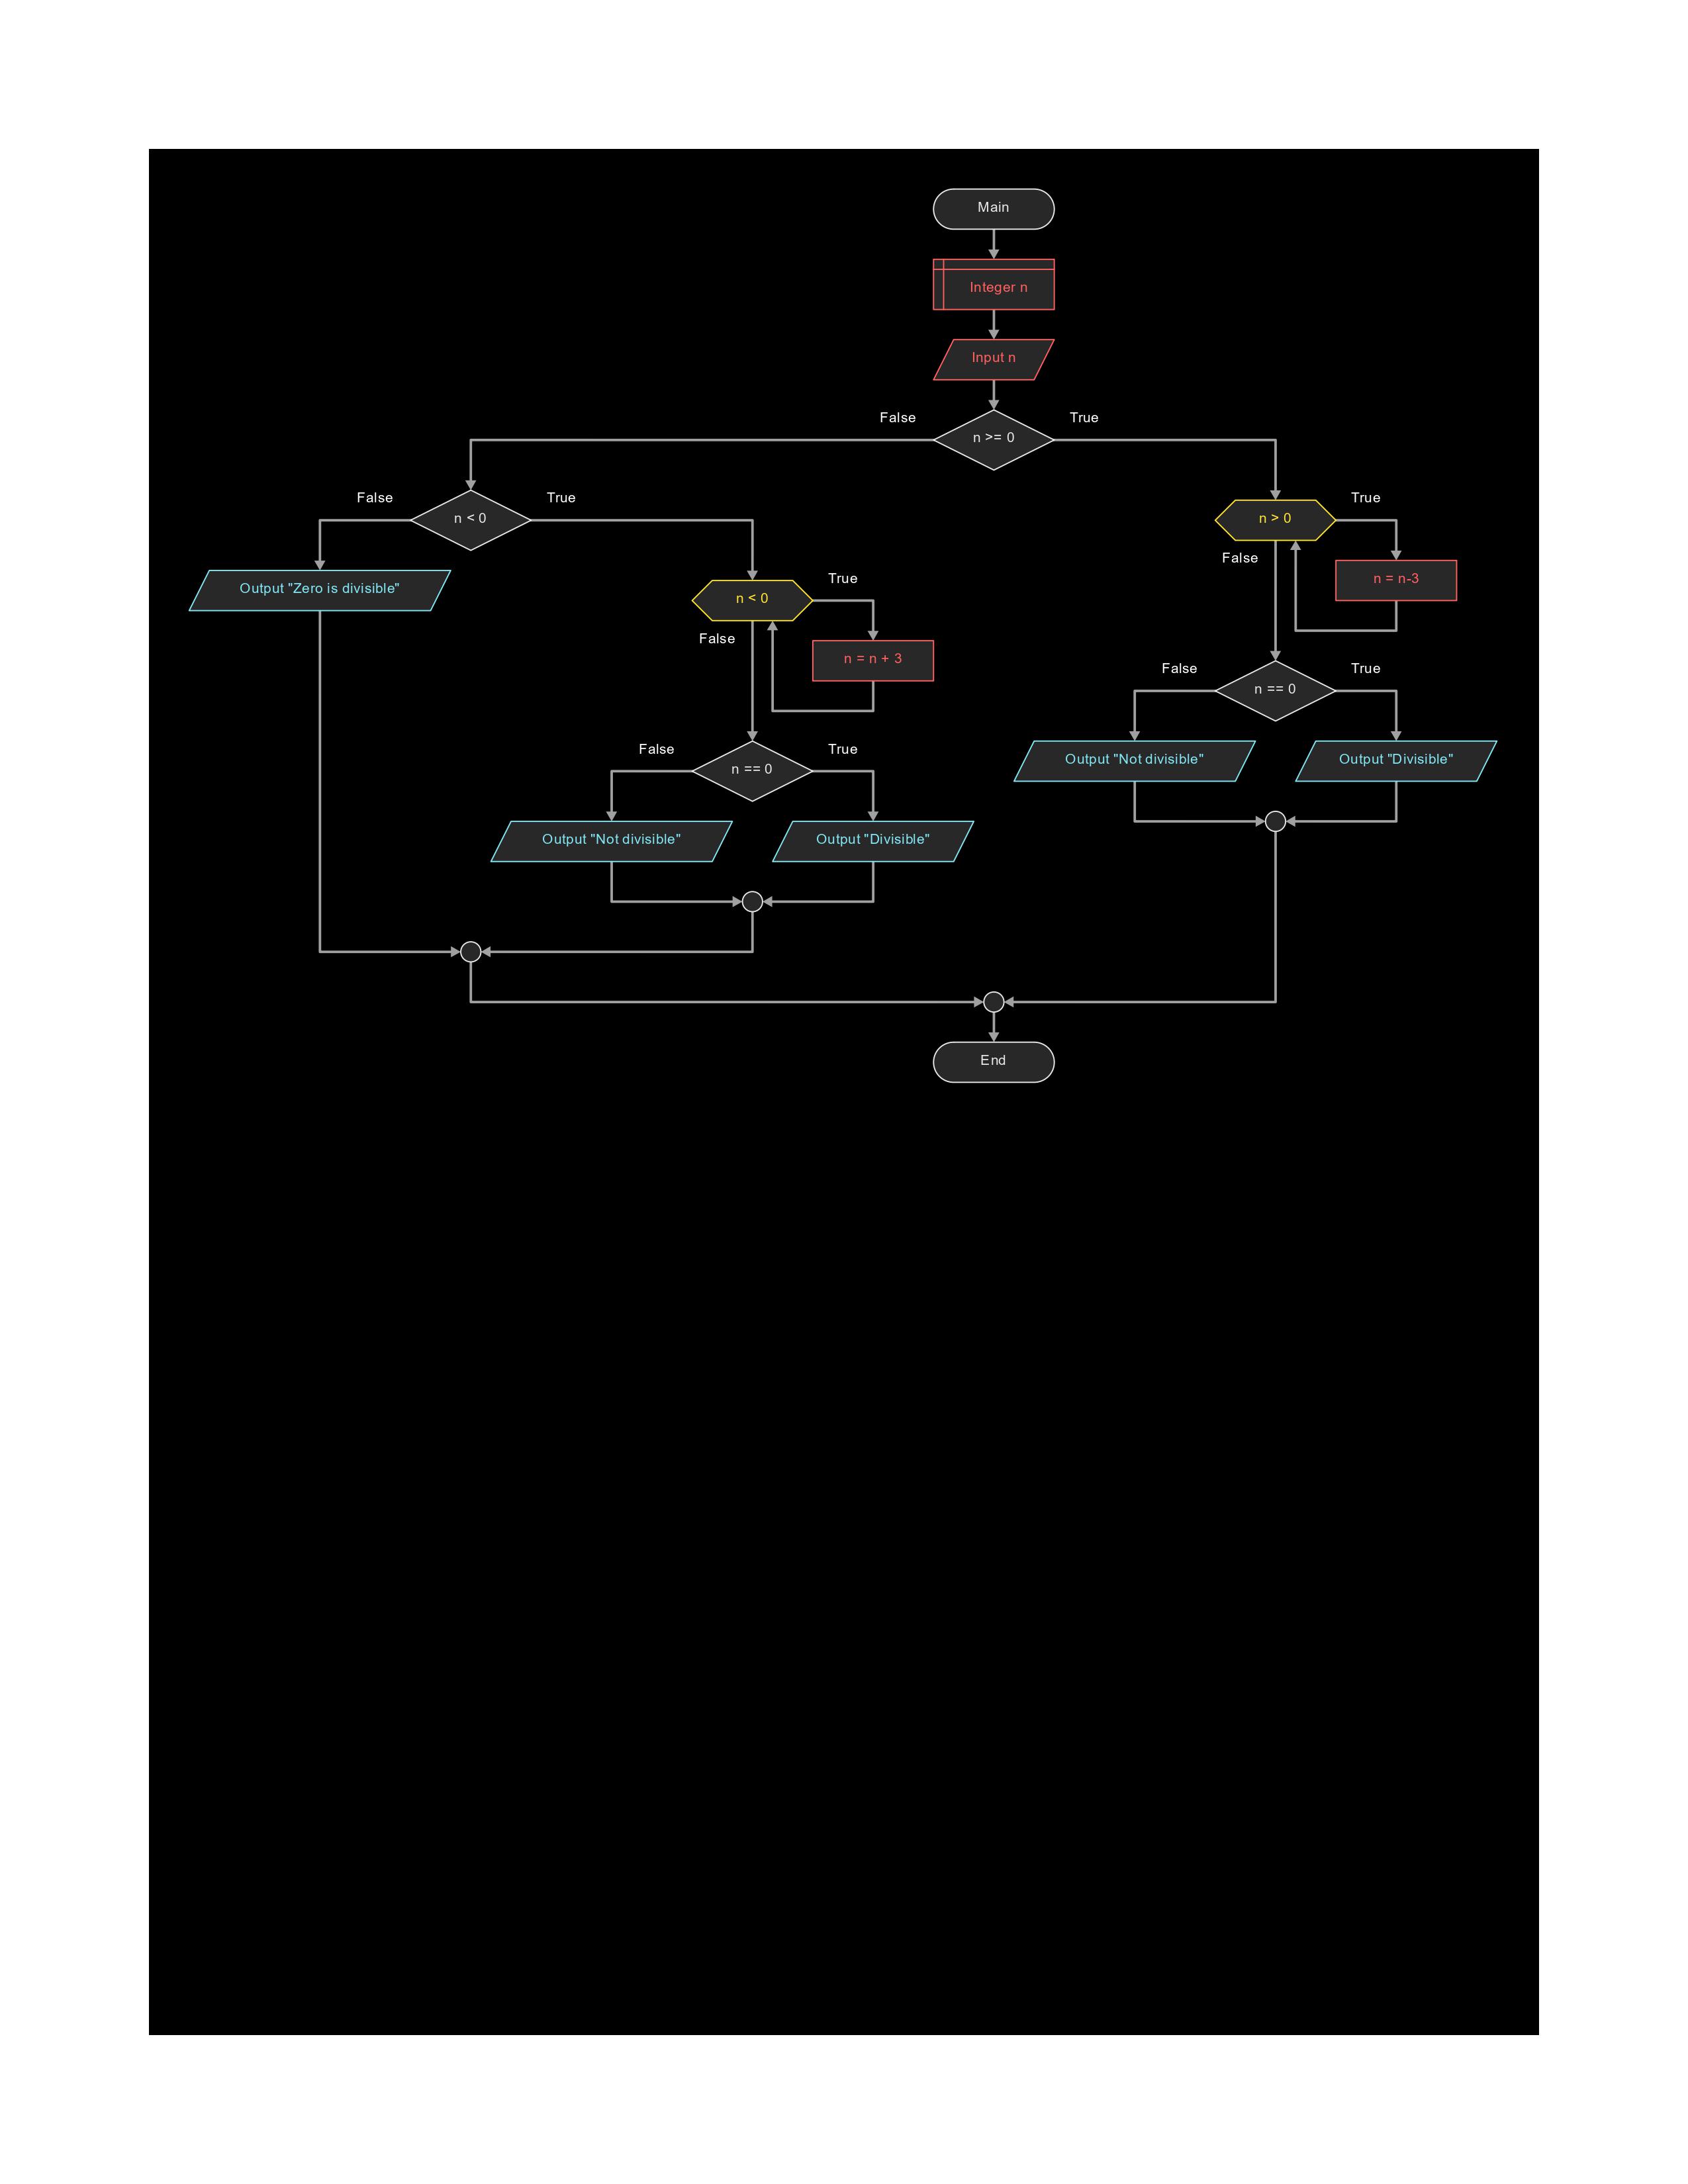 Main
Integer n
Input n
False
True
n >= 0
False
True
n < 0
True
n > 0
False
n = n-3
Output "Zero is divisible"
True
n < 0
False
n = n + 3
False
True
n == 0
False
True
n == 0
Output "Not divisible"
Output "Divisible"
Output "Not divisible"
Output "Divisible"
End